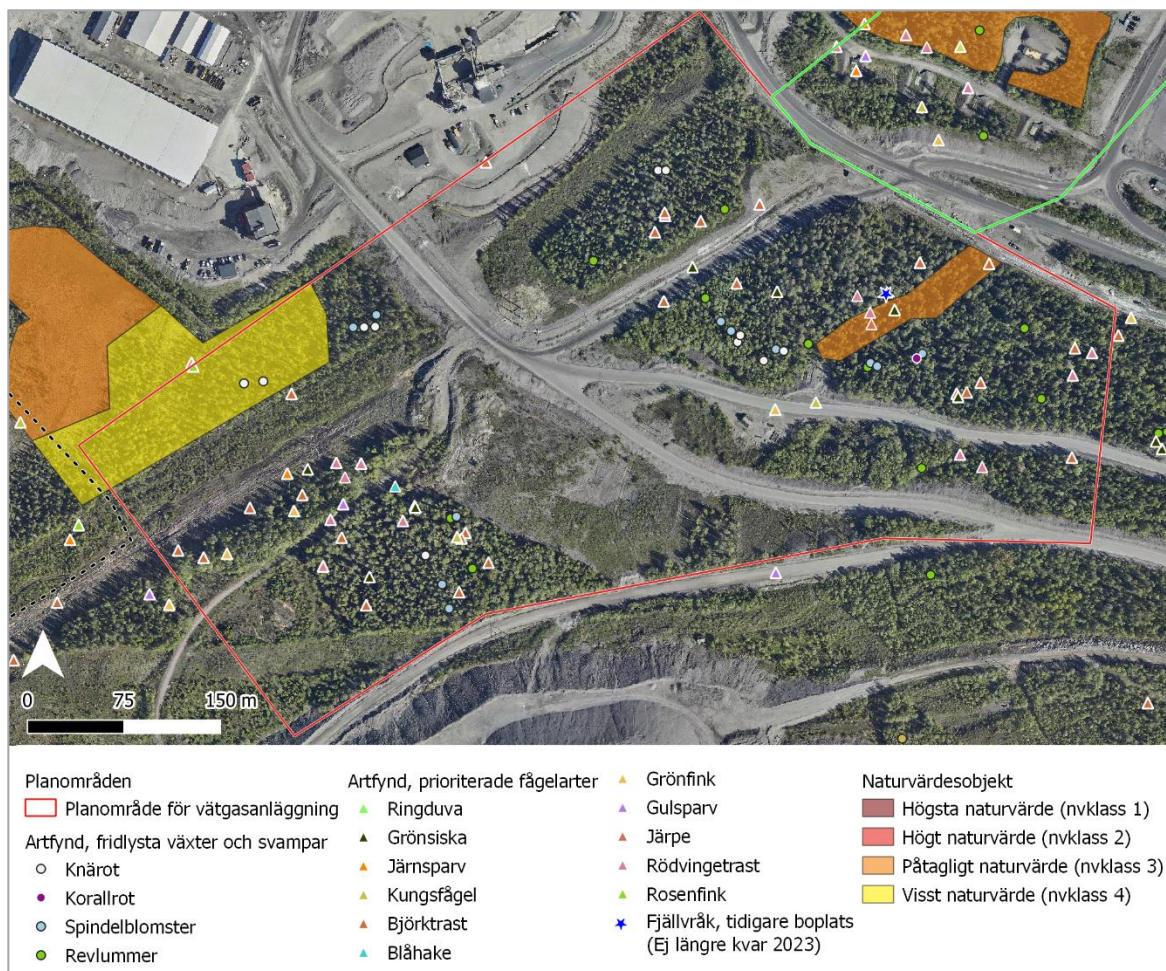 0 75 150 m
Planområden
Planområde för vätgasanläggning
Artfynd, fridlysta växter och svampar
Knärot
Korallrot
Spindelblomster
Revlummer
Artfynd, prioriterade fågelarter
Ringduva
Grönsiska
Järnsparv
Kungsfågel
Björktrast
Blåhake
Grönfink
Gulsparv
Järpe
Rödvingetrast
Rosenfink
Fjällvråk, tidigare boplats
(Ej längre kvar 2023)
Naturvärdesobjekt
Högsta naturvärde (nvklass 1)
Högt naturvärde (nvklass 2)
Påtagligt naturvärde (nvklass 3)
Visst naturvärde (nvklass 4)